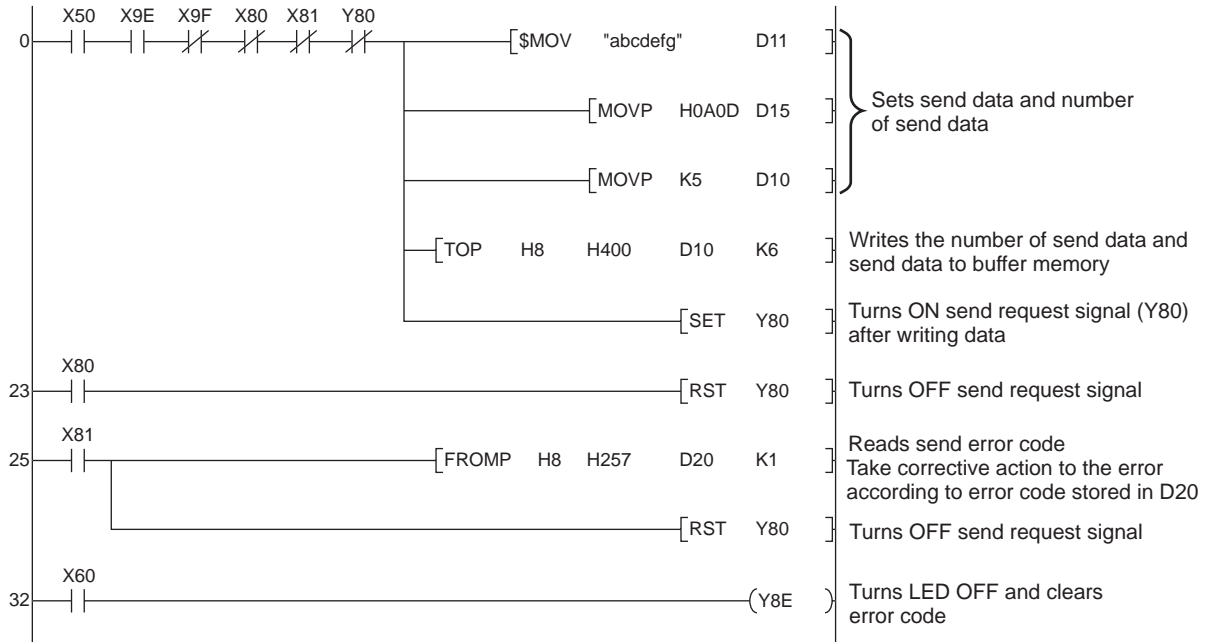 X50 X9E X9F X80 X81 Y80
0 $MOV "abcdefg" D11
MOVP H0A0D D15
Sets send data and number
of send data
MOVP K5 D10
TOP H8 H400 D10 K6
Writes the number of send data and
send data to buffer memory
SET Y80
Turns ON send request signal (Y80)
after writing data
X80
23 RST Y80 Turns OFF send request signal
X81
25 FROMP H8 H257 D20 K1
Reads send error code
Take corrective action to the error
according to error code stored in D20
RST Y80 Turns OFF send request signal
X60
32 Y8E
Turns LED OFF and clears
error code